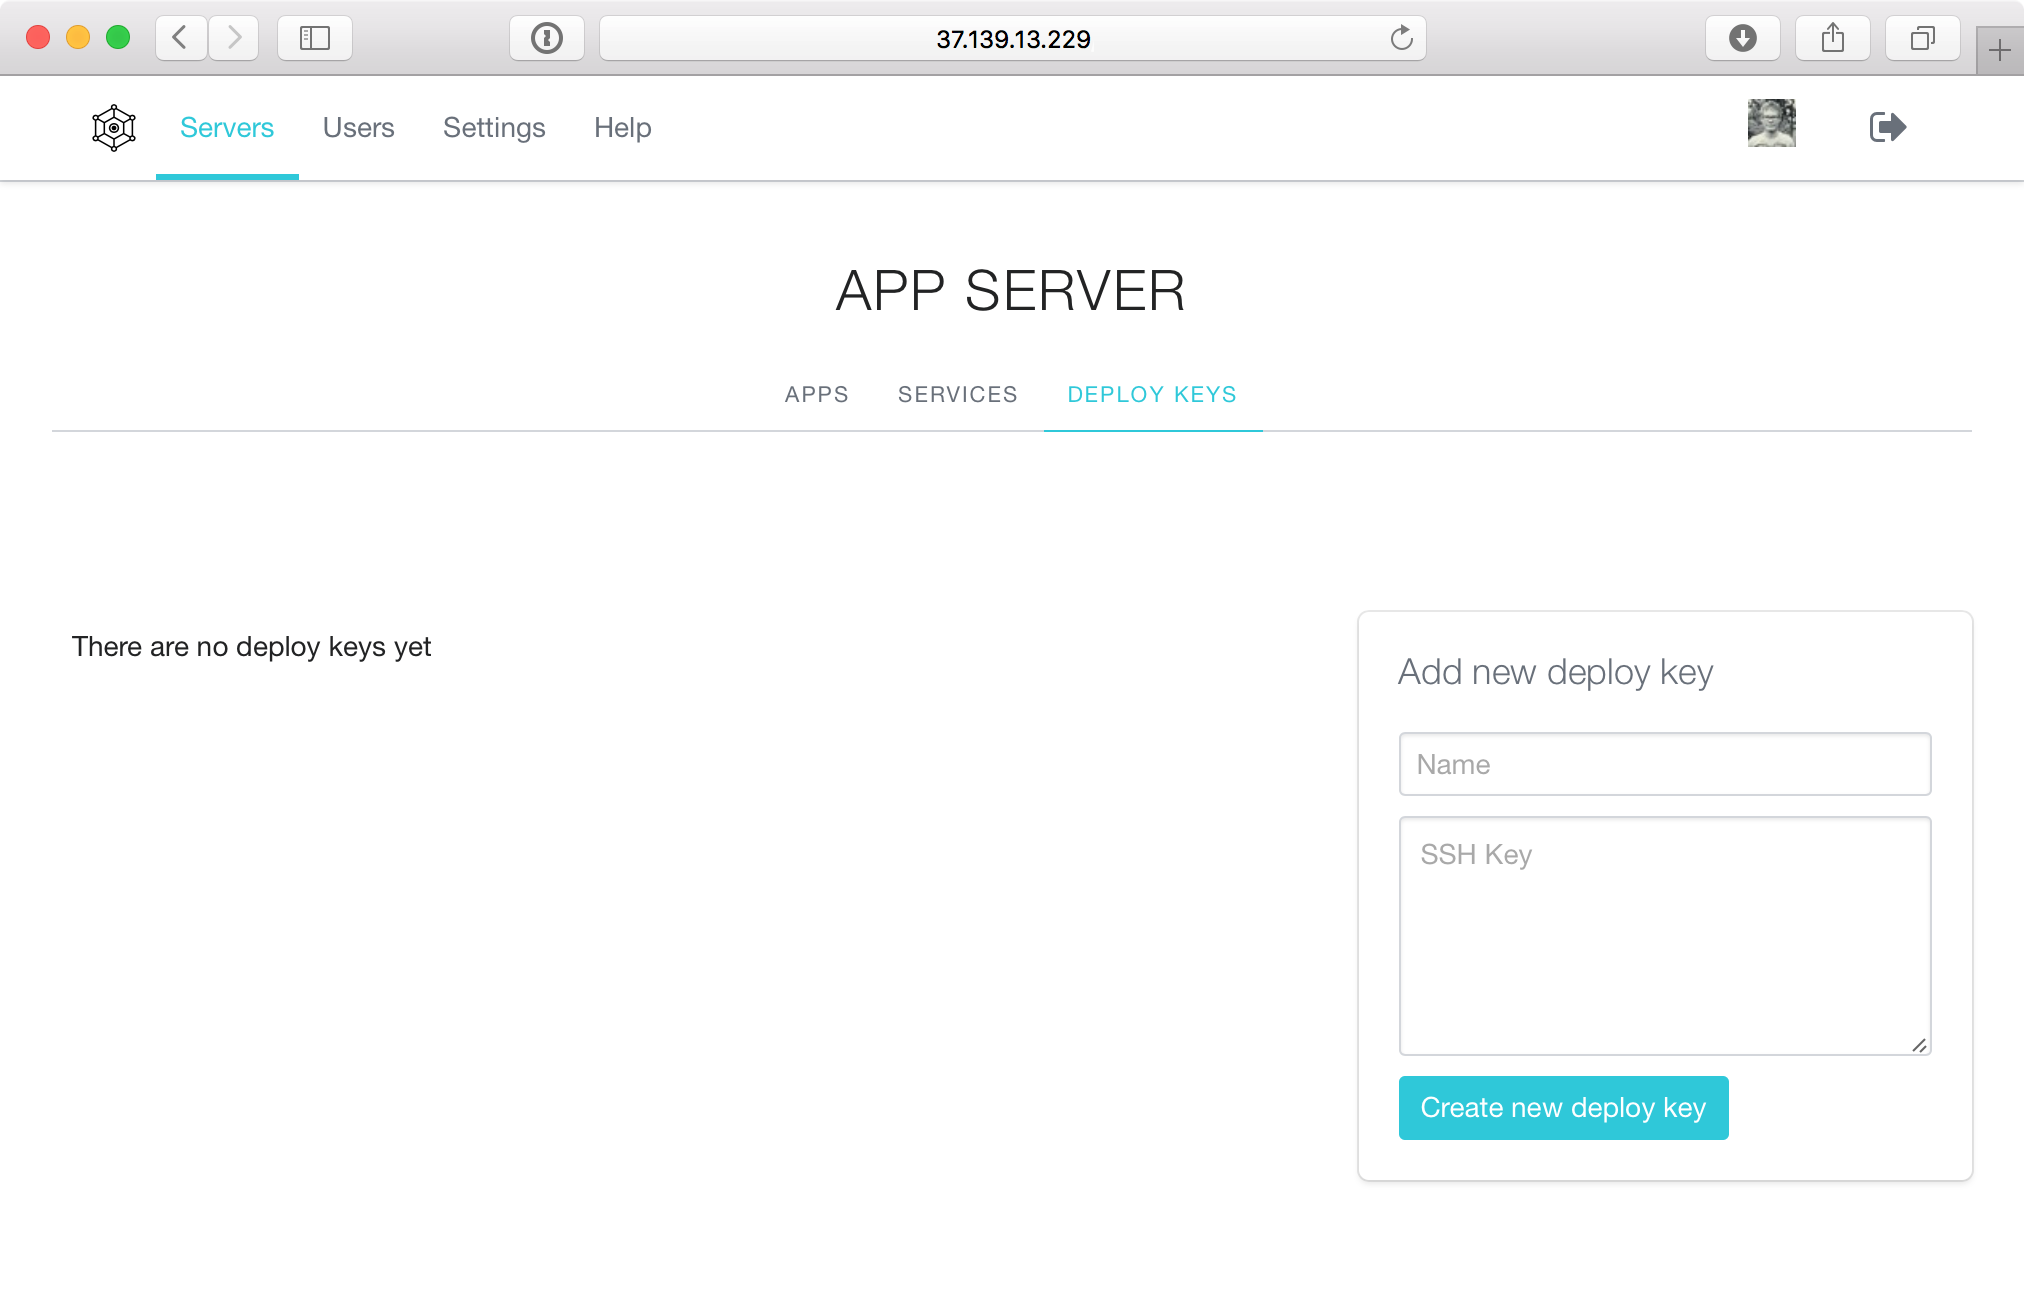 37.139.13.229
Servers Users Settings Help
APP SERVER
APPS SERVICES DEPLOY KEYS
There are no deploy keys yet
Add new deploy key
Name
SSH Key
Create new deploy key